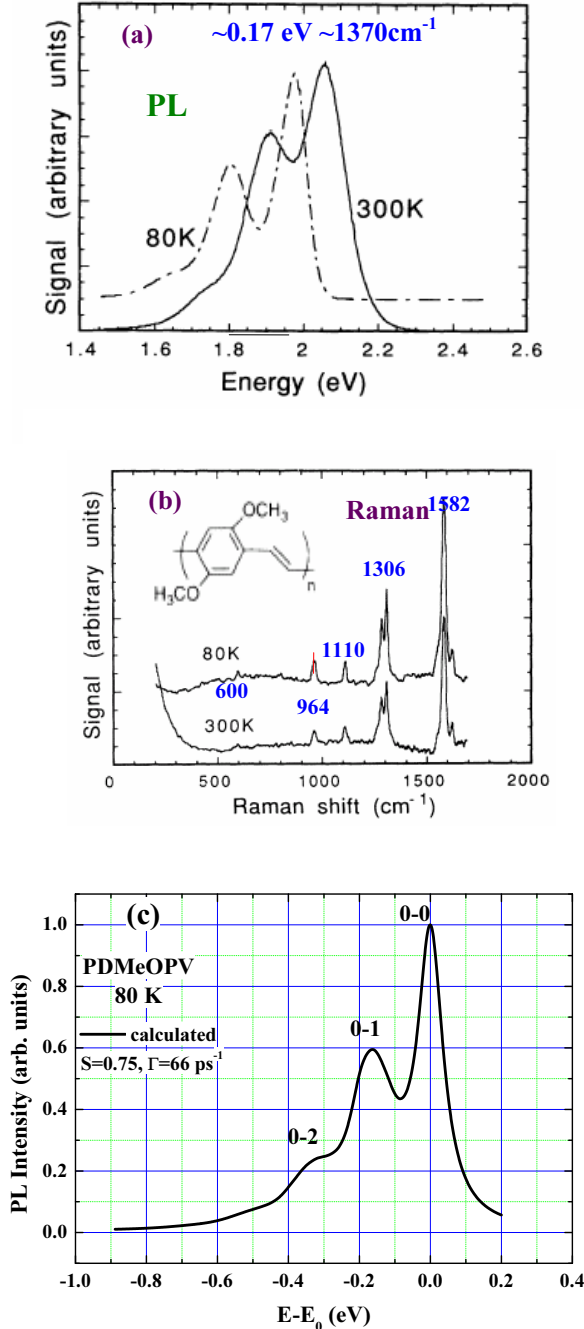 (a) ~0.17 eV ~1370cm⁻¹
PL
300K
80K
Signal (arbitrary units)
1.4 1.6 1.8 2 2.2 2.4 2.6
Energy (eV)
(b) Raman 1582
OCH₃
H₃CO
n
1306
1110
80K
600
964
300K
Signal (arbitrary units)
0 500 1000 1500 2000
Raman shift (cm⁻¹)
(c) 0-0
PDMeOPV
80 K
calculated
S=0.75, Γ=66 ps⁻¹
0-1
0-2
PL Intensity (arb. units)
1.0
0.8
0.6
0.4
0.2
0.0
-1.0 -0.8 -0.6 -0.4 -0.2 0.0 0.2 0.4
E-E₀ (eV)